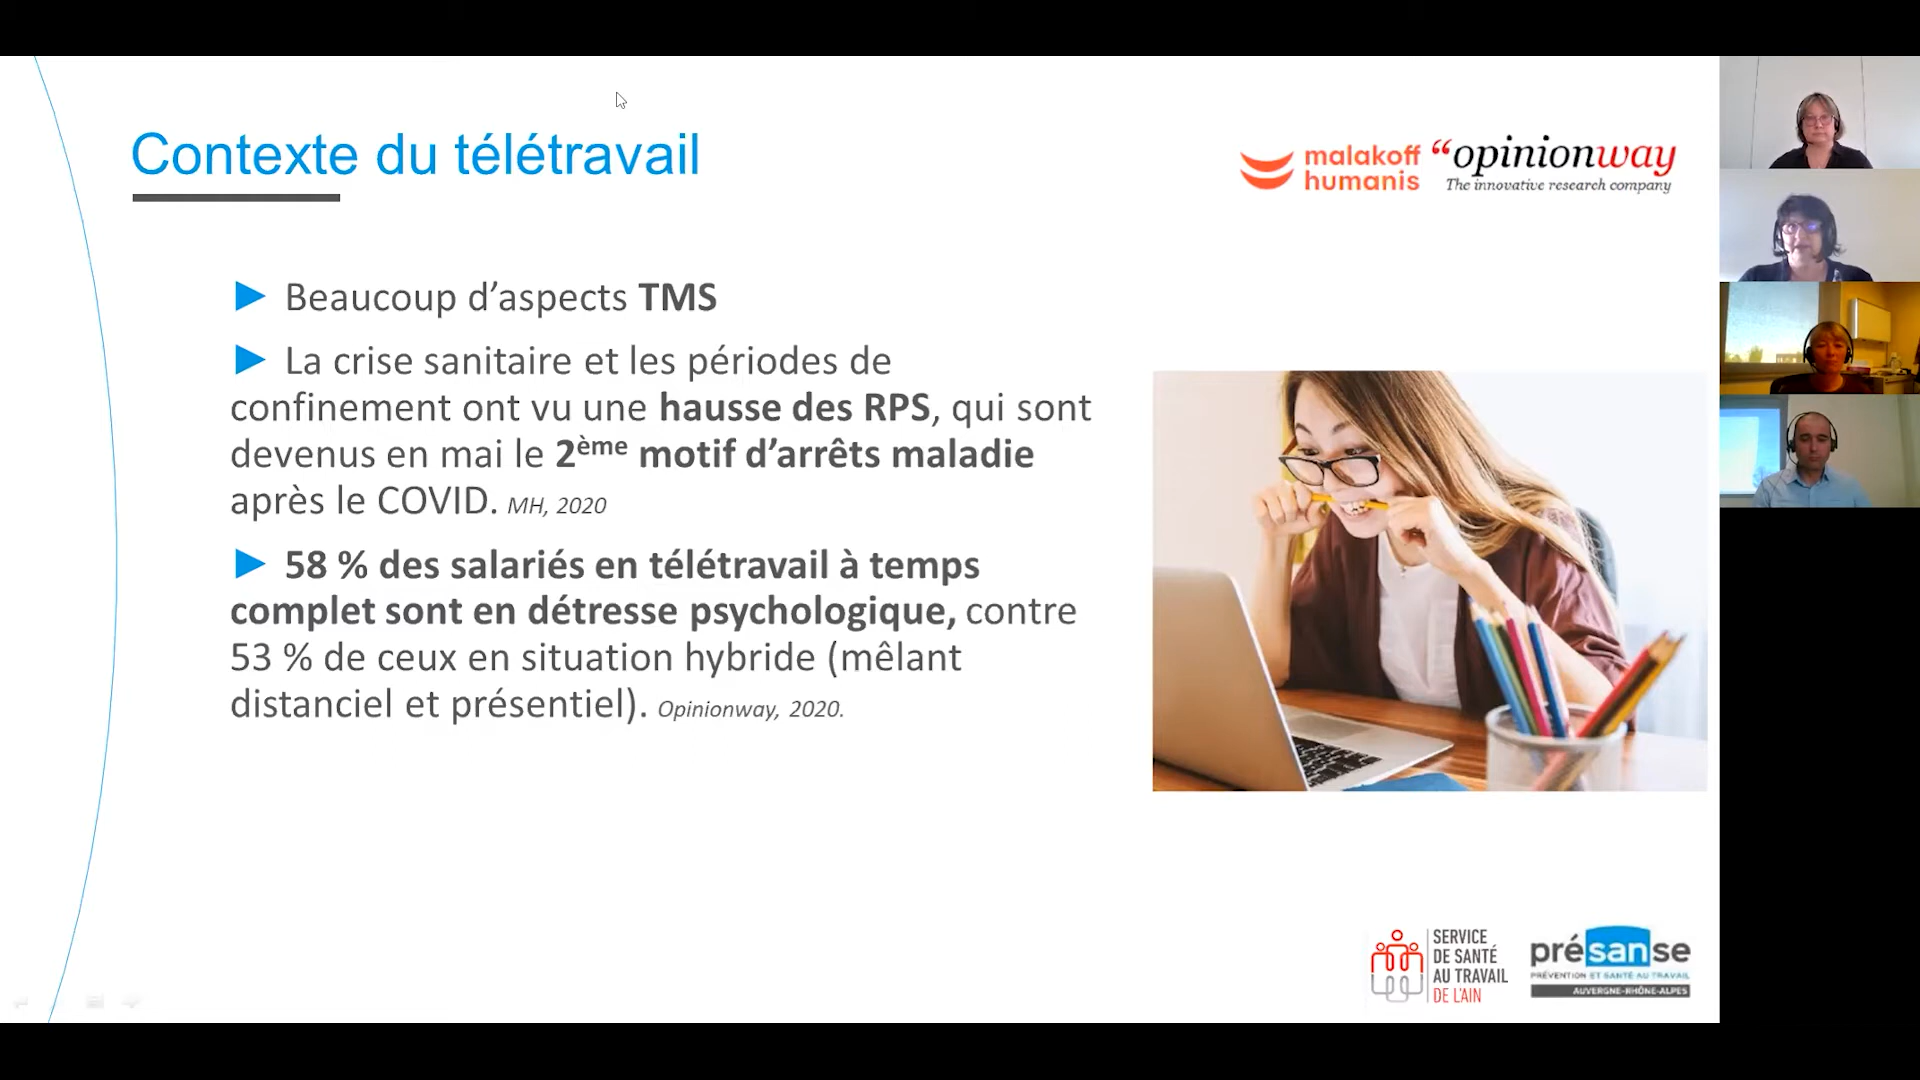 Contexte du télétravail
malakoff
humanis
“opinionway
The innovative research company
► Beaucoup d’aspects TMS
► La crise sanitaire et les périodes de
confinement ont vu une hausse des RPS, qui sont
devenus en mai le 2ème motif d’arrêts maladie
après le COVID. MH, 2020
► 58 % des salariés en télétravail à temps
complet sont en détresse psychologique, contre
53 % de ceux en situation hybride (mêlant
distanciel et présentiel). Opinionway, 2020.
SERVICE
DE SANTÉ
AU TRAVAIL
DE L'AIN
présanse
PRÉVENTION ET SANTÉ AU TRAVAIL
AUVERGNE-RHÔNE-ALPES